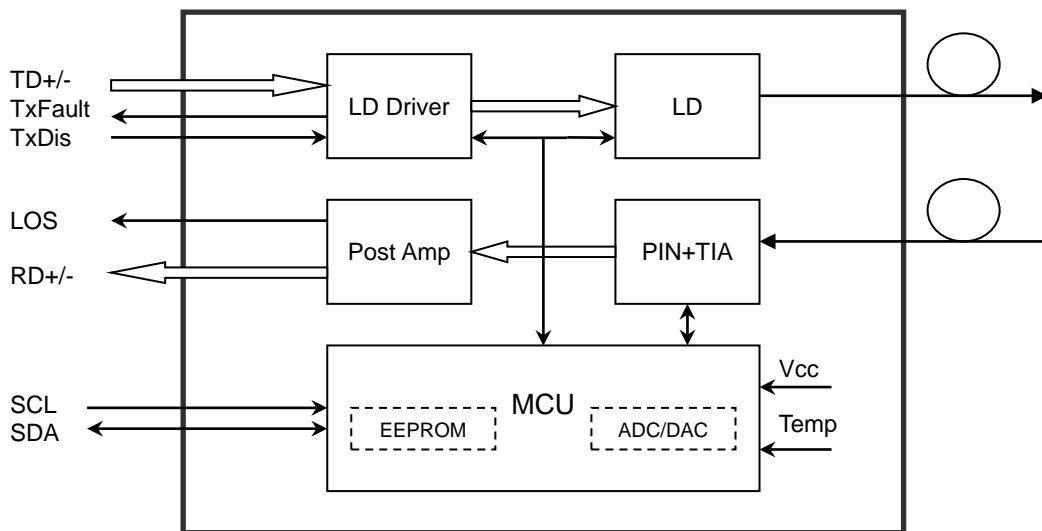 TD+/-
TxFault
TxDis
LD Driver
LD
LOS
RD+/-
Post Amp
PIN+TIA
SCL
SDA
MCU
EEPROM
ADC/DAC
Vcc
Temp